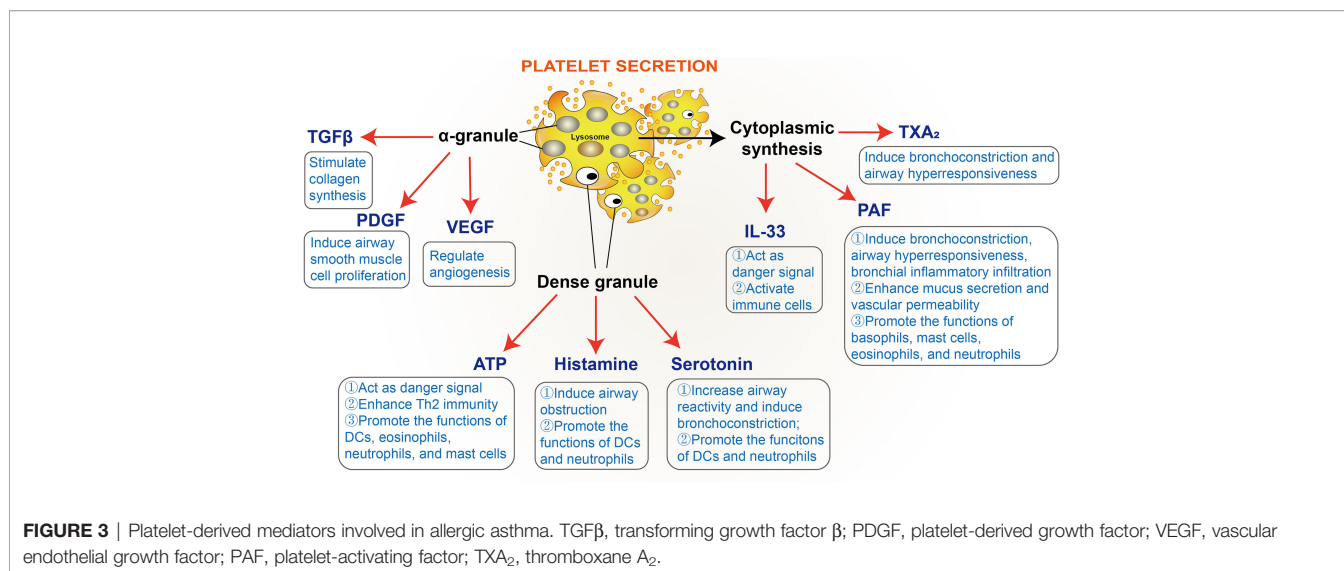 PLATELET SECRETION
TGFβ
Stimulate
collagen
synthesis
α-granule
PDGF
Induce airway
smooth muscle
cell proliferation
VEGF
Regulate
angiogenesis
Lysosome
Cytoplasmic
synthesis
TXA₂
Induce bronchoconstriction and
airway hyperresponsiveness
IL-33
①Act as
danger signal
②Activate
immune cells
PAF
①Induce bronchoconstriction,
airway hyperresponsiveness,
bronchial inflammatory infiltration
②Enhance mucus secretion and
vascular permeability
③Promote the functions of
basophils, mast cells,
eosinophils, and neutrophils
Dense granule
ATP
①Act as danger signal
②Enhance Th2 immunity
③Promote the functions of
DCs, eosinophils,
neutrophils, and mast cells
Histamine
①Induce airway
obstruction
②Promote the
functions of DCs
and neutrophils
Serotonin
①Increase airway
reactivity and induce
bronchoconstriction;
②Promote the funcitons
of DCs and neutrophils
FIGURE 3 | Platelet-derived mediators involved in allergic asthma. TGFβ, transforming growth factor β; PDGF, platelet-derived growth factor; VEGF, vascular
endothelial growth factor; PAF, platelet-activating factor; TXA₂, thromboxane A₂.